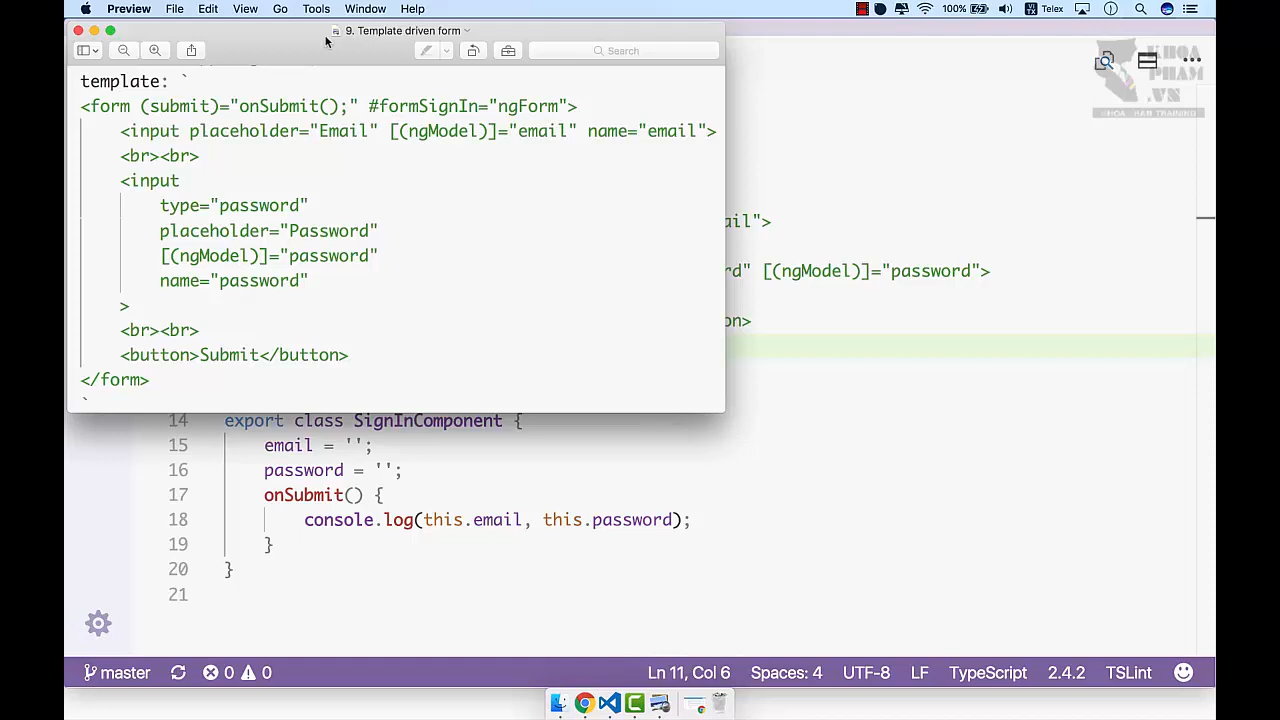 Preview File Edit View Go Tools Window Help 100% Telex
9. Template driven form
Search
template: `
<form (submit)="onSubmit();" #formSignIn="ngForm">
<input placeholder="Email" [(ngModel)]="email" name="email">
<br><br>
<input
type="password"
placeholder="Password"
[(ngModel)]="password"
name="password"
>
<br><br>
<button>Submit</button>
</form>
`
KHOA
PHAM
.VN
ail">
rd" [(ngModel)]="password">
on>
14 export class SignInComponent {
15 email = '';
16 password = '';
17 onSubmit() {
18 console.log(this.email, this.password);
19 }
20 }
21
master 0 0 Ln 11, Col 6 Spaces: 4 UTF-8 LF TypeScript 2.4.2 TSLint